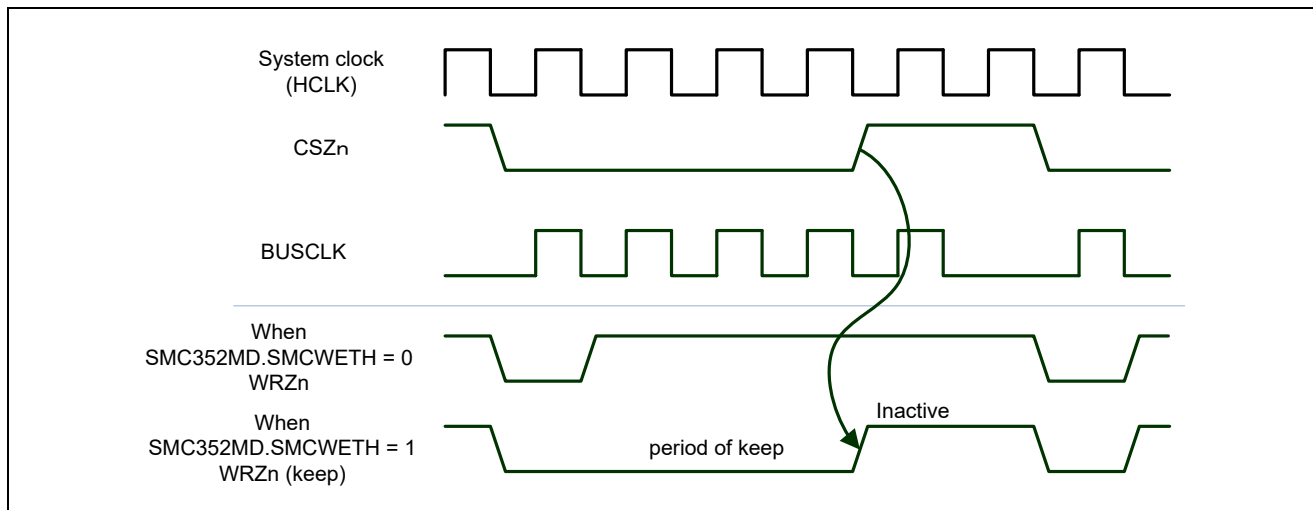 System clock
(HCLK)
CSZn
BUSCLK
When
SMC352MD.SMCWETH = 0
WRZn
When
SMC352MD.SMCWETH = 1
WRZn (keep)
period of keep
Inactive